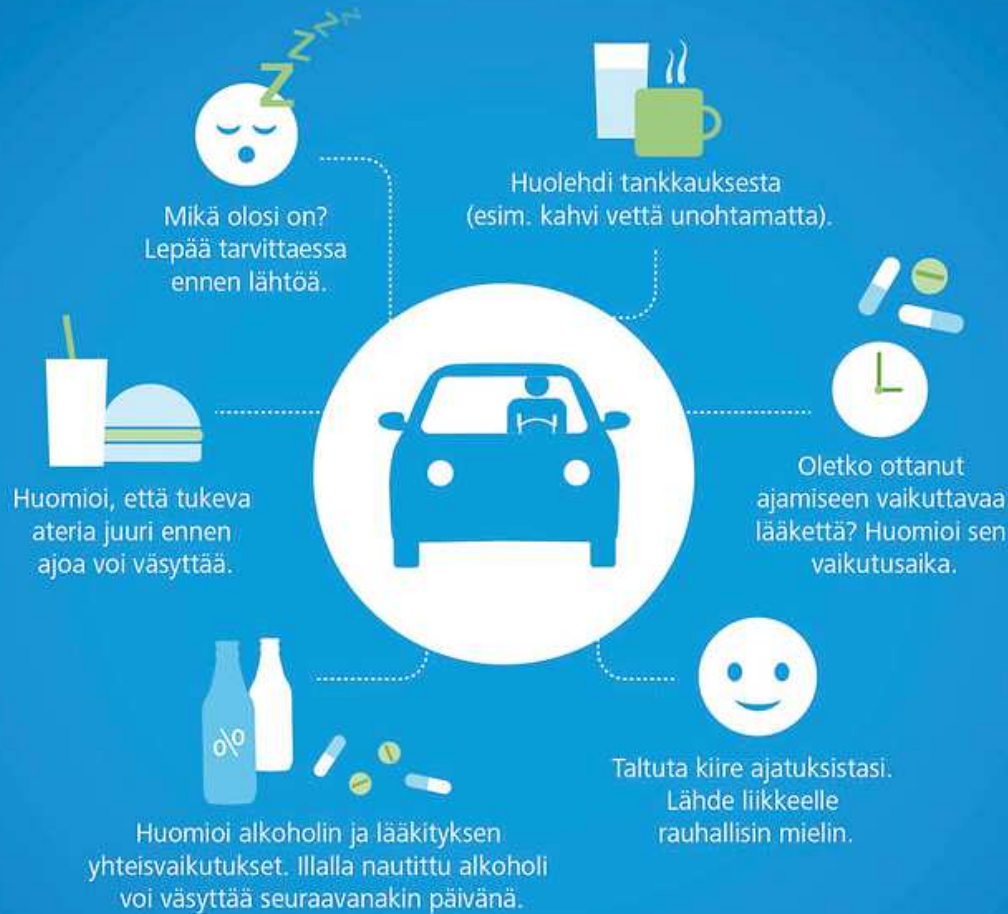 Z Z Z Z
Mikä olosi on?
Lepää tarvittaessa
ennen lähtöä.
Huolehdi tankkauksesta
(esim. kahvi vettä unohtamatta).
Oletko ottanut
ajamiseen vaikuttavaa
lääkettä? Huomioi sen
vaikutusaika.
Huomioi, että tukeva
ateria juuri ennen
ajoa voi väsyttää.
%
Huomioi alkoholin ja lääkityksen
yhteisvaikutukset. Illalla nautittu alkoholi
voi väsyttää seuraavanakin päivänä.
Taltuta kiire ajatuksistasi.
Lähde liikkeelle
rauhallisin mielin.